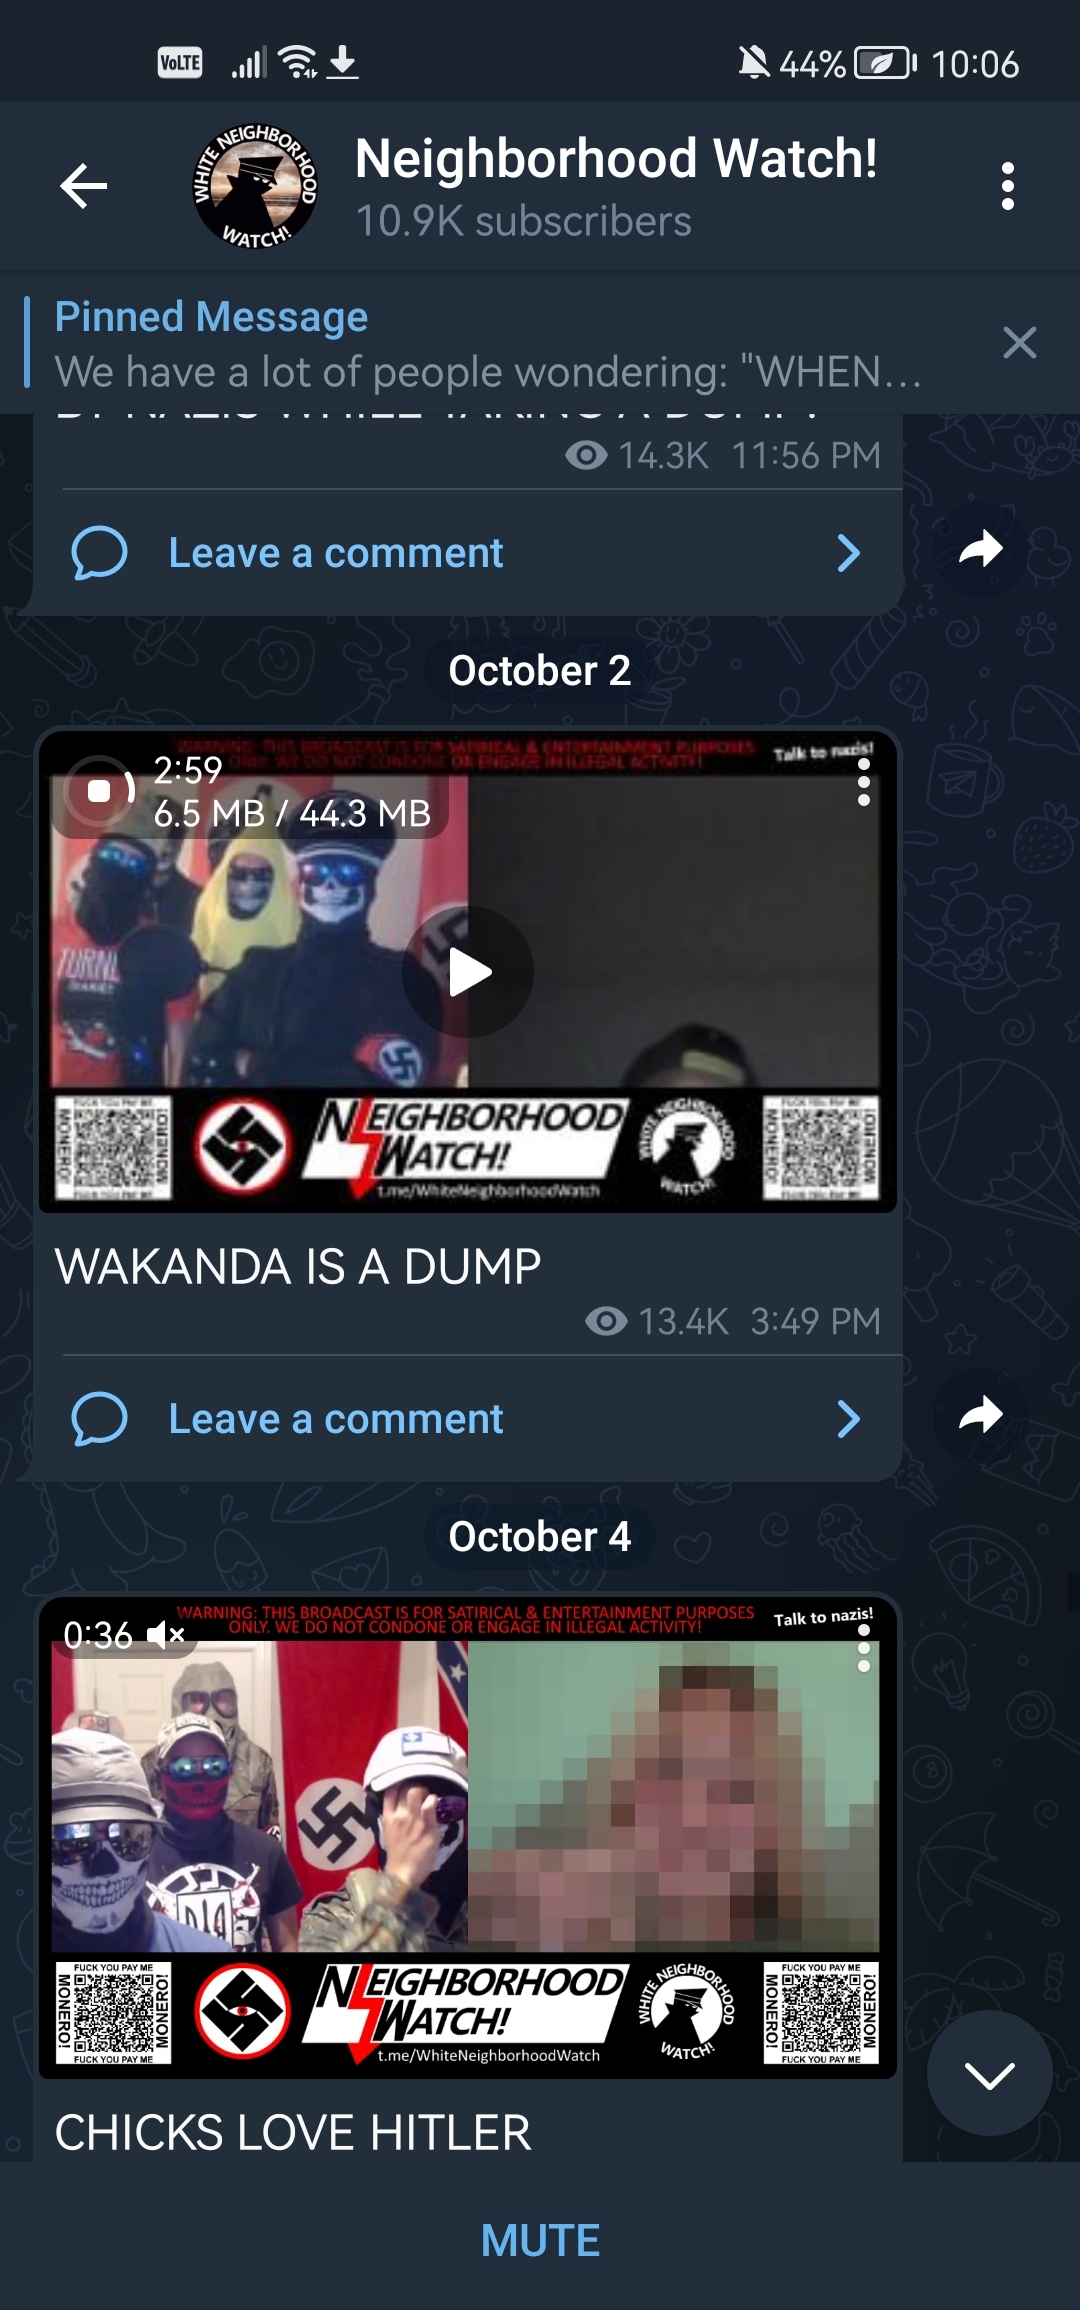 VoLTE
44% 10:06
WHITE NEIGHBORHOOD WATCH!
Neighborhood Watch!
10.9K subscribers
Pinned Message
We have a lot of people wondering: "WHEN...
14.3K 11:56 PM
Leave a comment
October 2
WARNING: THIS BROADCAST IS FOR SATIRICAL & ENTERTAINMENT PURPOSES
ONLY. WE DO NOT CONDONE OR ENGAGE IN ILLEGAL ACTIVITY!
Talk to nazis!
2:59
6.5 MB / 44.3 MB
NEIGHBORHOOD
WATCH!
t.me/WhiteNeighborhoodWatch
WHITE NEIGHBORHOOD WATCH!
MONERO!
MONERO!
WAKANDA IS A DUMP
13.4K 3:49 PM
Leave a comment
October 4
WARNING: THIS BROADCAST IS FOR SATIRICAL & ENTERTAINMENT PURPOSES
ONLY. WE DO NOT CONDONE OR ENGAGE IN ILLEGAL ACTIVITY!
Talk to nazis!
0:36
FUCK YOU PAY ME
MONERO!
MONERO!
FUCK YOU PAY ME
NEIGHBORHOOD
WATCH!
t.me/WhiteNeighborhoodWatch
WHITE NEIGHBORHOOD WATCH!
FUCK YOU PAY ME
MONERO!
MONERO!
FUCK YOU PAY ME
CHICKS LOVE HITLER
MUTE